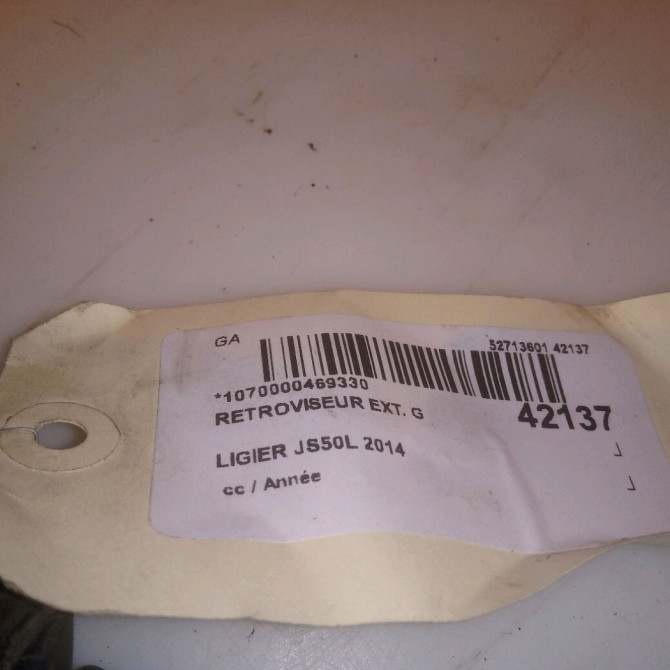 GA
52713601 42137
*1070000469330
RETROVISEUR EXT. G
42137
LIGIER JS50L 2014
cc / Année